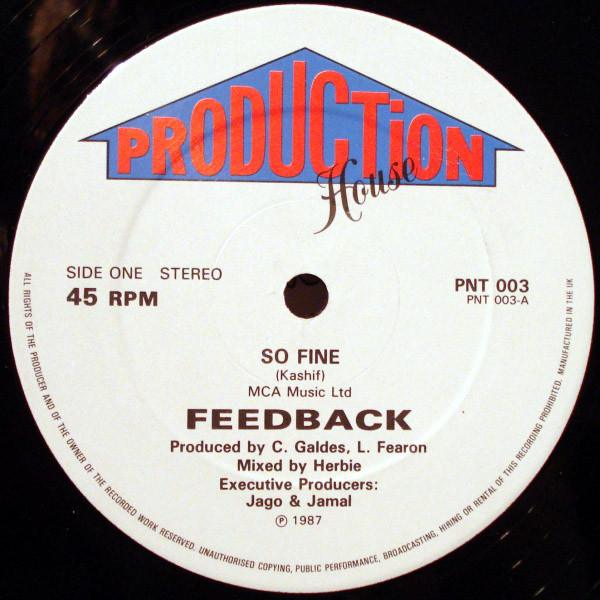 PRODUCTiON
House
SIDE ONE STEREO
45 RPM
PNT 003
PNT 003-A
SO FINE
(Kashif)
MCA Music Ltd
FEEDBACK
Produced by C. Galdes, L. Fearon
Mixed by Herbie
Executive Producers:
Jago & Jamal
℗ 1987
ALL RIGHTS OF THE PRODUCER AND OF THE OWNER OF THE RECORDED WORK RESERVED. UNAUTHORISED COPYING, PUBLIC PERFORMANCE, BROADCASTING, HIRING OR RENTAL OF THIS RECORDING PROHIBITED. MANUFACTURED IN THE UK